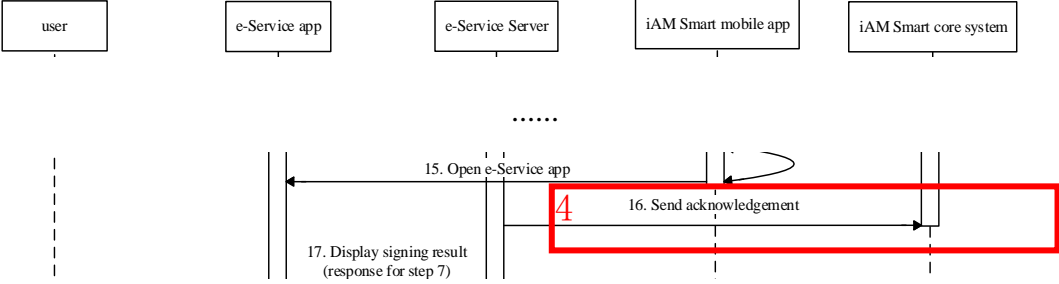 user
e-Service app
e-Service Server
iAM Smart mobile app
iAM Smart core system
......
15. Open e-Service app
4
16. Send acknowledgement
17. Display signing result
(response for step 7)